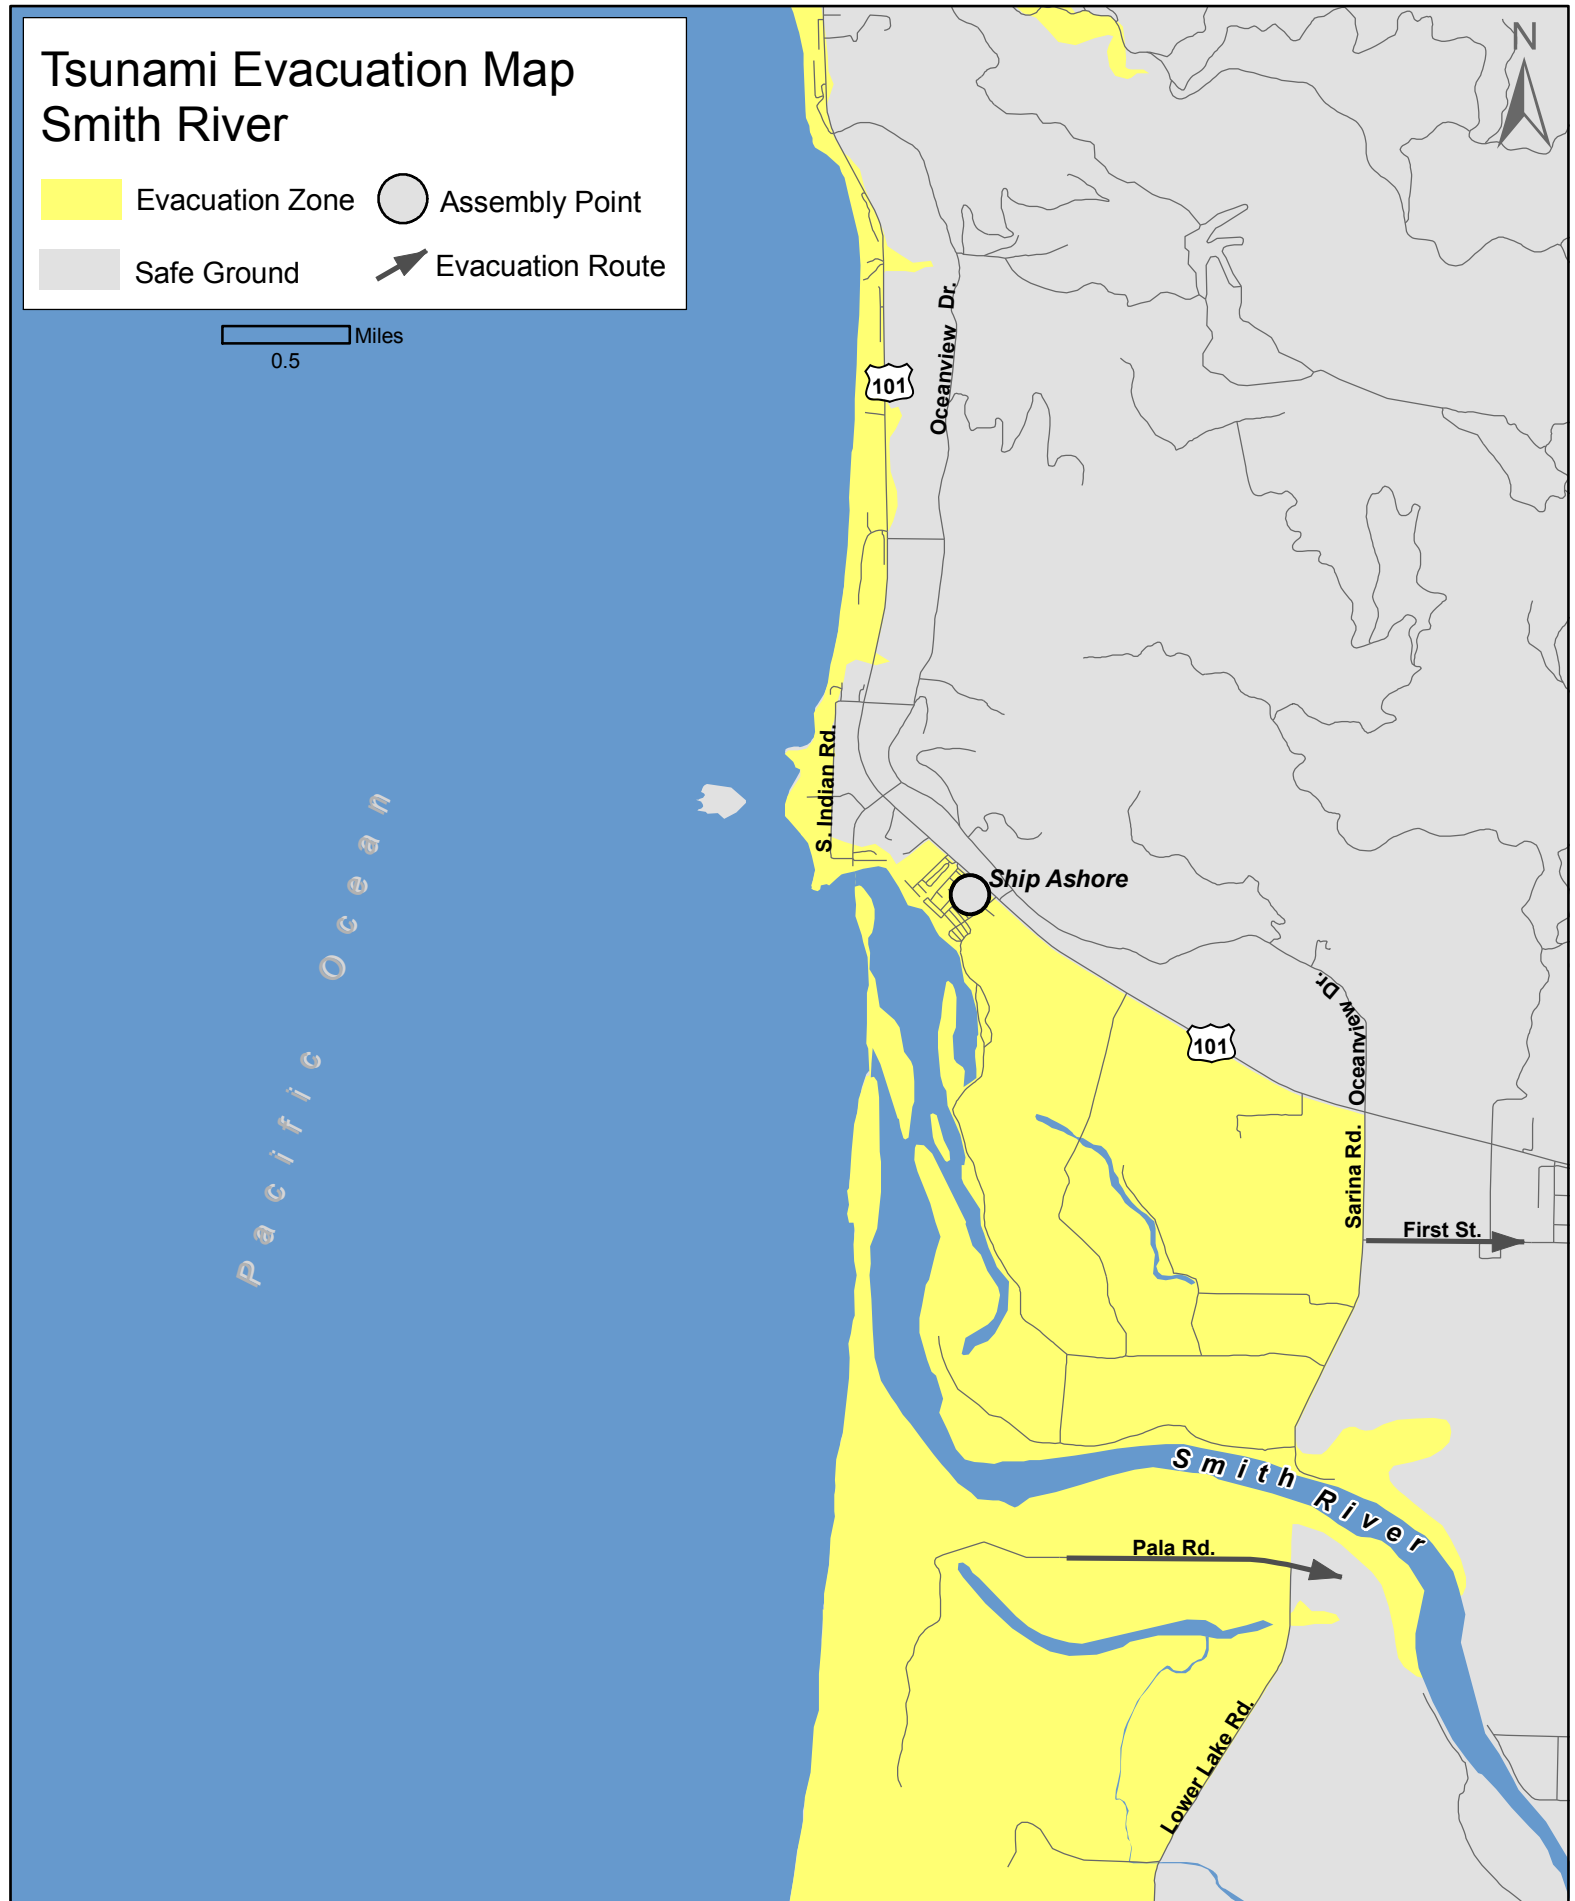 Tsunami Evacuation Map
Smith River
Evacuation Zone
Assembly Point
Safe Ground
Evacuation Route
Miles
0.5
N
Oceanview Dr.
101
S. Indian Rd.
Ship Ashore
Pacific Ocean
Oceanview Dr.
101
Sarina Rd.
First St.
Smith River
Pala Rd.
Lower Lake Rd.